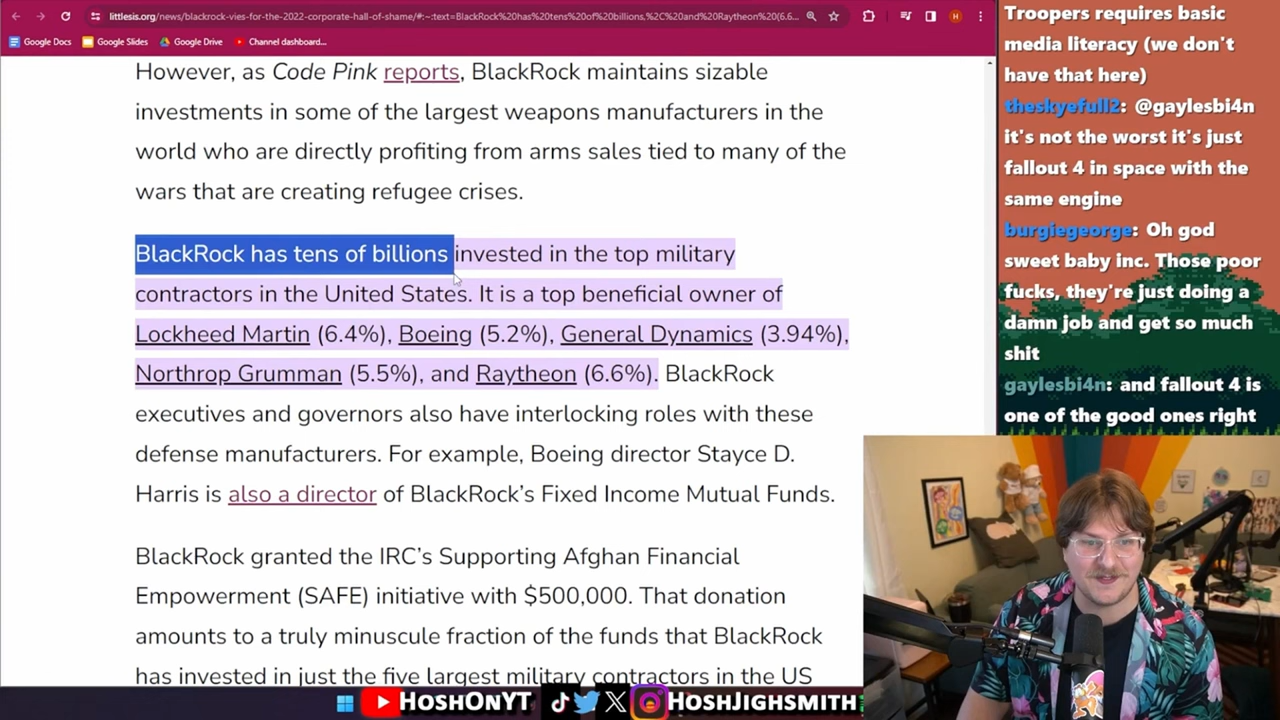 littlesis.org/news/blackrock-vies-for-the-2022-corporate-hall-of-shame/#:~:text=BlackRock%20has%20tens%20of%20billions,%2C%20and%20Raytheon%20(6.6...
Google Docs Google Slides Google Drive Channel dashboard...
However, as Code Pink reports, BlackRock maintains sizable
investments in some of the largest weapons manufacturers in the
world who are directly profiting from arms sales tied to many of the
wars that are creating refugee crises.
BlackRock has tens of billions invested in the top military
contractors in the United States. It is a top beneficial owner of
Lockheed Martin (6.4%), Boeing (5.2%), General Dynamics (3.94%),
Northrop Grumman (5.5%), and Raytheon (6.6%). BlackRock
executives and governors also have interlocking roles with these
defense manufacturers. For example, Boeing director Stayce D.
Harris is also a director of BlackRock's Fixed Income Mutual Funds.
BlackRock granted the IRC's Supporting Afghan Financial
Empowerment (SAFE) initiative with $500,000. That donation
amounts to a truly minuscule fraction of the funds that BlackRock
has invested in just the five largest military contractors in the US
Troopers requires basic
media literacy (we don't
have that here)
theskyefull2: @gaylesbi4n
it's not the worst it's just
fallout 4 in space with the
same engine
burgiegeorge: Oh god
sweet baby inc. Those poor
fucks, they're just doing a
damn job and get so much
shit
gaylesbi4n: and fallout 4 is
one of the good ones right
HoshOnYT HoshJighsmith
H